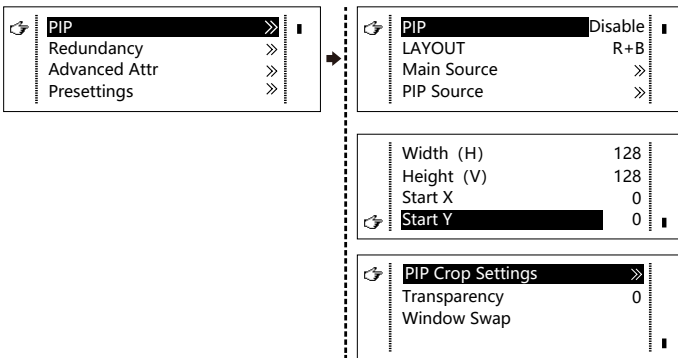 PIP »
Redundancy »
Advanced Attr »
Presettings »
PIP Disable
LAYOUT R+B
Main Source »
PIP Source »
Width (H) 128
Height (V) 128
Start X 0
Start Y 0
PIP Crop Settings »
Transparency 0
Window Swap